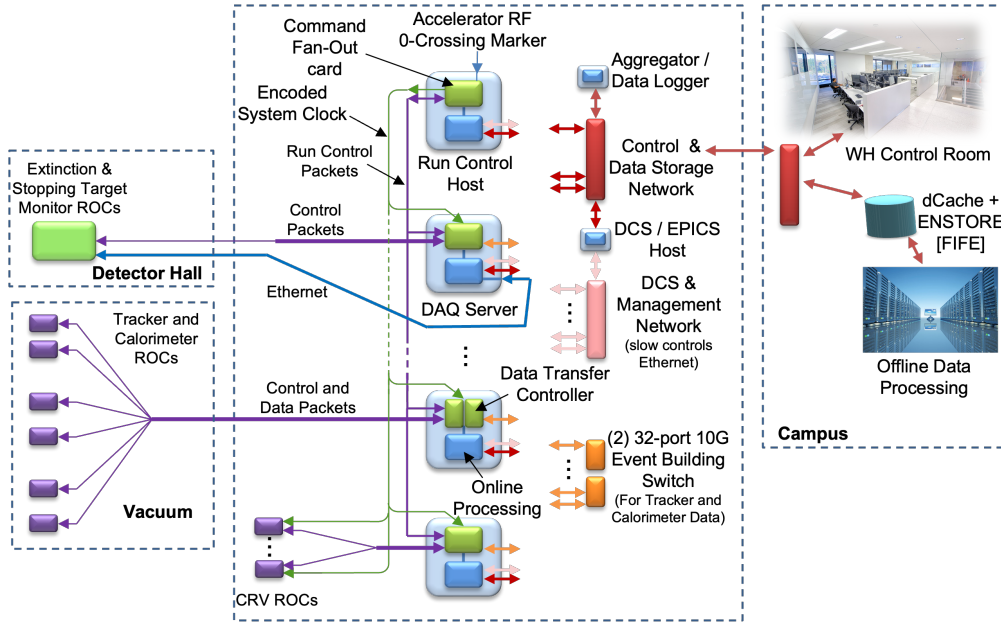 Command
Fan-Out
card
Accelerator RF
0-Crossing Marker
Encoded
System Clock
Run Control
Packets
Run Control
Host
Aggregator /
Data Logger
Control &
Data Storage
Network
WH Control Room
dCache +
ENSTORE
[FIFE]
Offline Data
Processing
Campus
Extinction &
Stopping Target
Monitor ROCs
Detector Hall
Control
Packets
Ethernet
DAQ Server
DCS / EPICS
Host
DCS &
Management
Network
(slow controls
Ethernet)
Tracker and
Calorimeter
ROCs
Vacuum
Control and
Data Packets
Data Transfer
Controller
Online
Processing
(2) 32-port 10G
Event Building
Switch
(For Tracker and
Calorimeter Data)
CRV ROCs